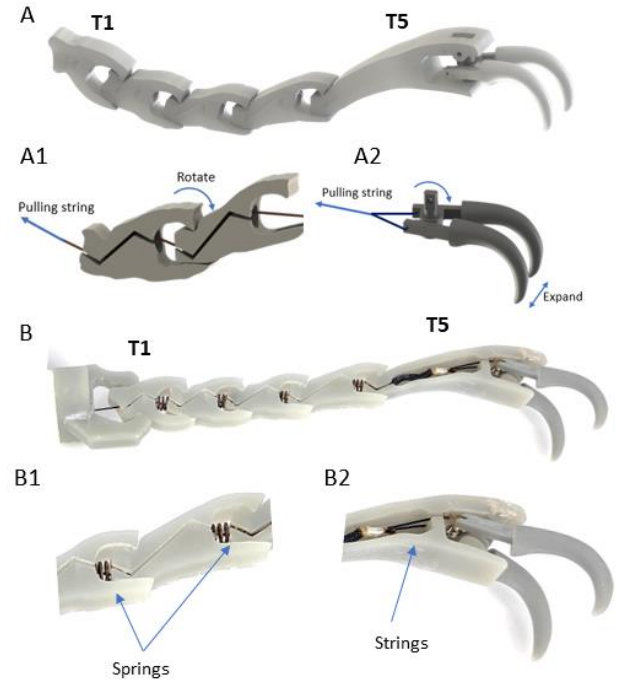 A
T1
T5
A1
Rotate
Pulling string
A2
Pulling string
Expand
B
T1
T5
B1
Springs
B2
Strings